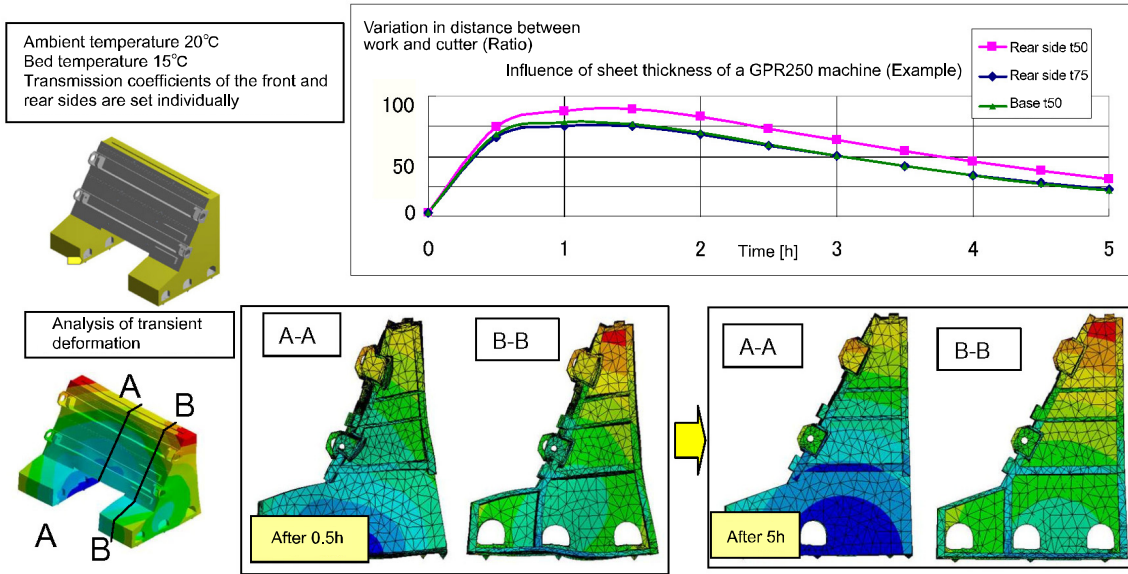 Ambient temperature 20℃
Bed temperature 15℃
Transmission coefficients of the front and
rear sides are set individually
Variation in distance between
work and cutter (Ratio)
Influence of sheet thickness of a GPR250 machine (Example)
Rear side t50
Rear side t75
Base t50
100
50
0
0 1 2 3 4 5
Time [h]
Analysis of transient
deformation
A
B
A
B
A-A
B-B
After 0.5h
A-A
B-B
After 5h